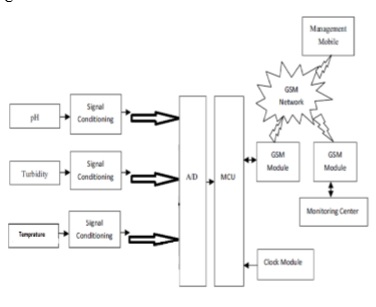 Management
Mobile
GSM
Network
pH
Signal
Conditioning
Turbidity
Signal
Conditioning
A/D
MCU
GSM
Module
GSM
Module
Monitoring Center
Temprature
Signal
Conditioning
Clock Module